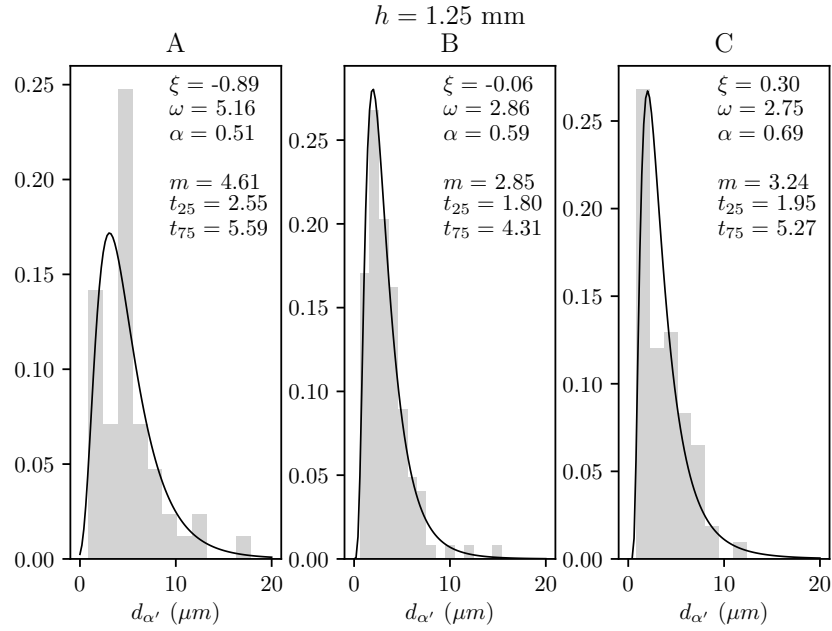 h = 1.25 mm
A
B
C
ξ = -0.89
ω = 5.16
α = 0.51
m = 4.61
t₂₅ = 2.55
t₇₅ = 5.59
0.25
0.20
0.15
0.10
0.05
0.00
0
10
20
d_α′ (μm)
ξ = -0.06
ω = 2.86
α = 0.59
m = 2.85
t₂₅ = 1.80
t₇₅ = 4.31
0.25
0.20
0.15
0.10
0.05
0.00
0
10
20
d_α′ (μm)
ξ = 0.30
ω = 2.75
α = 0.69
m = 3.24
t₂₅ = 1.95
t₇₅ = 5.27
0.25
0.20
0.15
0.10
0.05
0.00
0
10
20
d_α′ (μm)